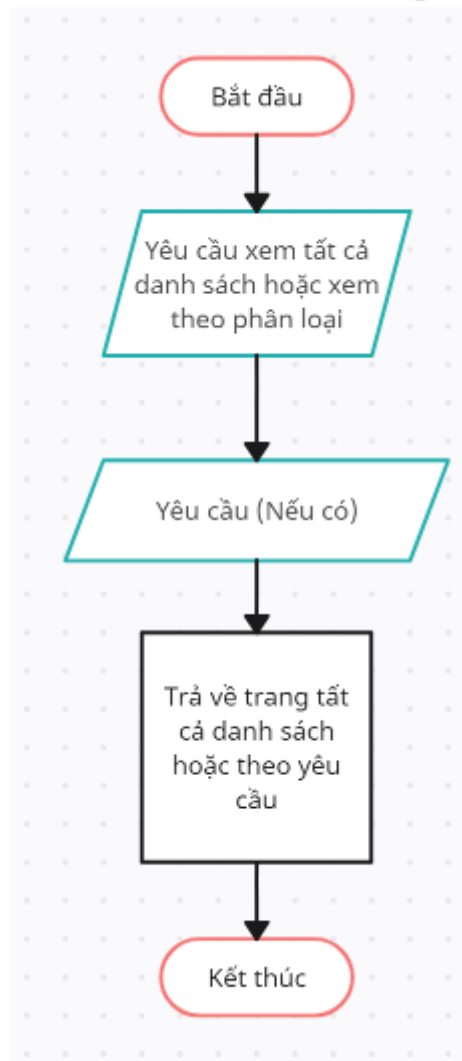 Bắt đầu
Yêu cầu xem tất cả
danh sách hoặc xem
theo phân loại
Yêu cầu (Nếu có)
Trả về trang tất
cả danh sách
hoặc theo yêu
cầu
Kết thúc